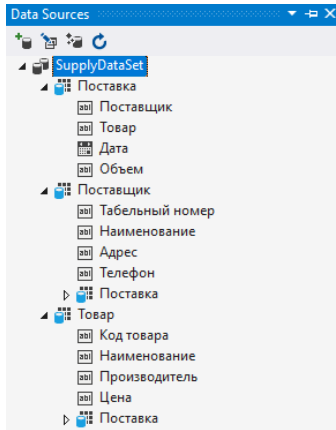 Data Sources
SupplyDataSet
Поставка
Поставщик
Товар
Дата
Объем
Поставщик
Табельный номер
Наименование
Адрес
Телефон
Поставка
Товар
Код товара
Наименование
Производитель
Цена
Поставка